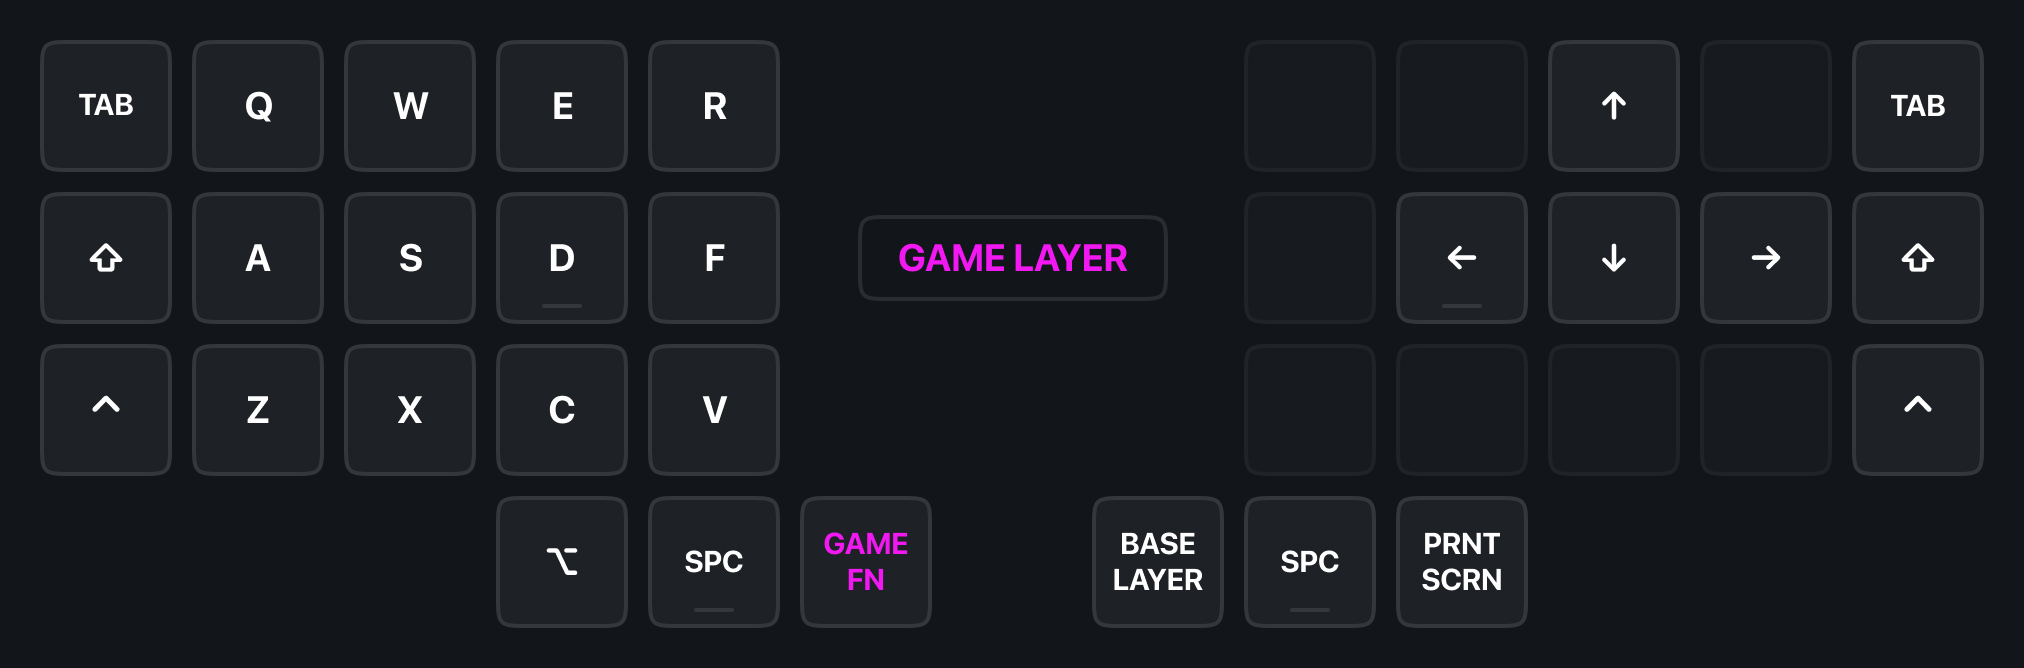 TAB Q W E R ↑ TAB
⇧ A S D F GAME LAYER ← ↓ → ⇧
^ Z X C V ^
⌥ SPC GAME FN BASE LAYER SPC PRNT SCRN